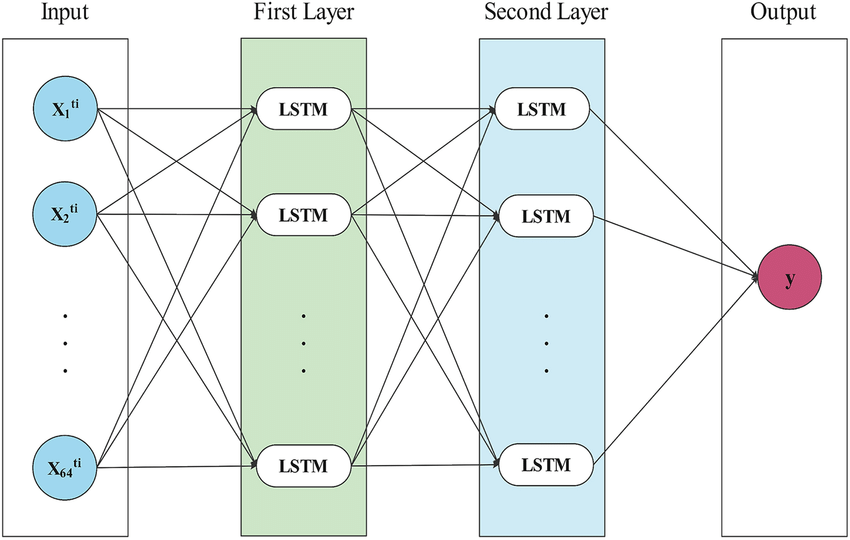 Input First Layer Second Layer Output
X₁ᵗⁱ LSTM LSTM
X₂ᵗⁱ LSTM LSTM
y
X₆₄ᵗⁱ LSTM LSTM